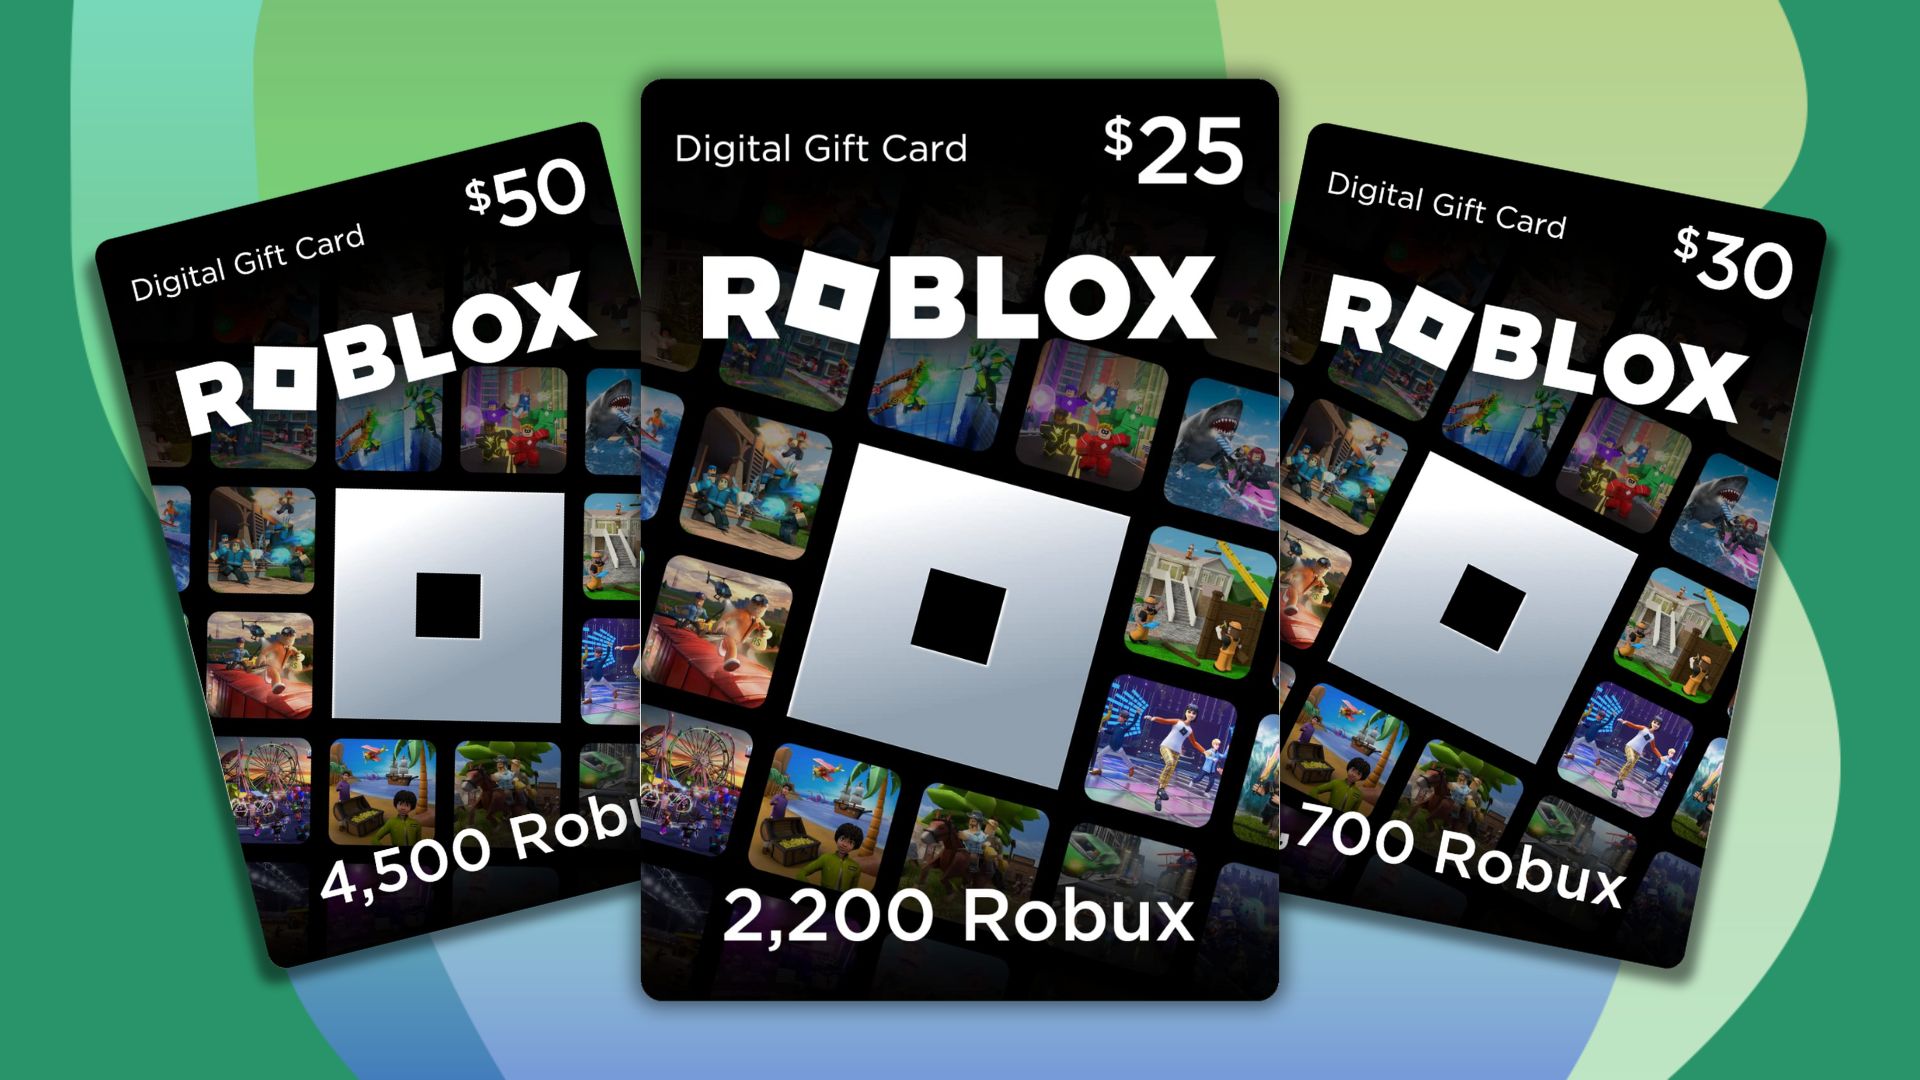 Digital Gift Card
$50
ROBLOX
4,500 Robu
Digital Gift Card
$25
ROBLOX
2,200 Robux
Digital Gift Card
$30
ROBLOX
,700 Robux